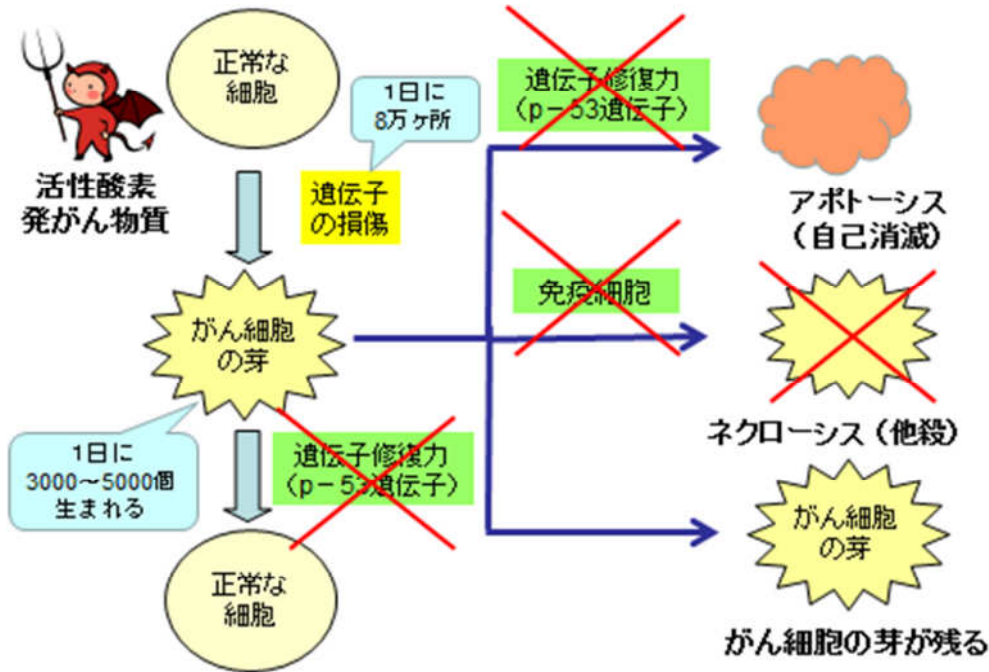 正常な
細胞
1日に
8万ヶ所
遺伝子修復力
(p－53遺伝子)
活性酸素
発がん物質
遺伝子
の損傷
アポトーシス
(自己消滅)
免疫細胞
がん細胞
の芽
ネクローシス(他殺)
1日に
3000～5000個
生まれる
遺伝子修復力
(p－53遺伝子)
がん細胞
の芽
正常な
細胞
がん細胞の芽が残る